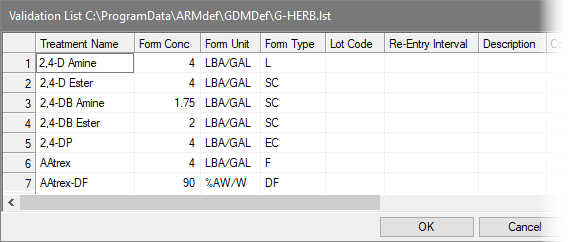 Validation List C:\ProgramData\ARMdef\GDMDef\G-HERB.lst
Treatment Name Form Conc Form Unit Form Type Lot Code Re-Entry Interval Description
1 2,4-D Amine 4 LBA/GAL L
2 2,4-D Ester 4 LBA/GAL SC
3 2,4-DB Amine 1.75 LBA/GAL SC
4 2,4-DB Ester 2 LBA/GAL SC
5 2,4-DP 4 LBA/GAL EC
6 AAtrex 4 LBA/GAL F
7 AAtrex-DF 90 %AW/W DF
OK Cancel